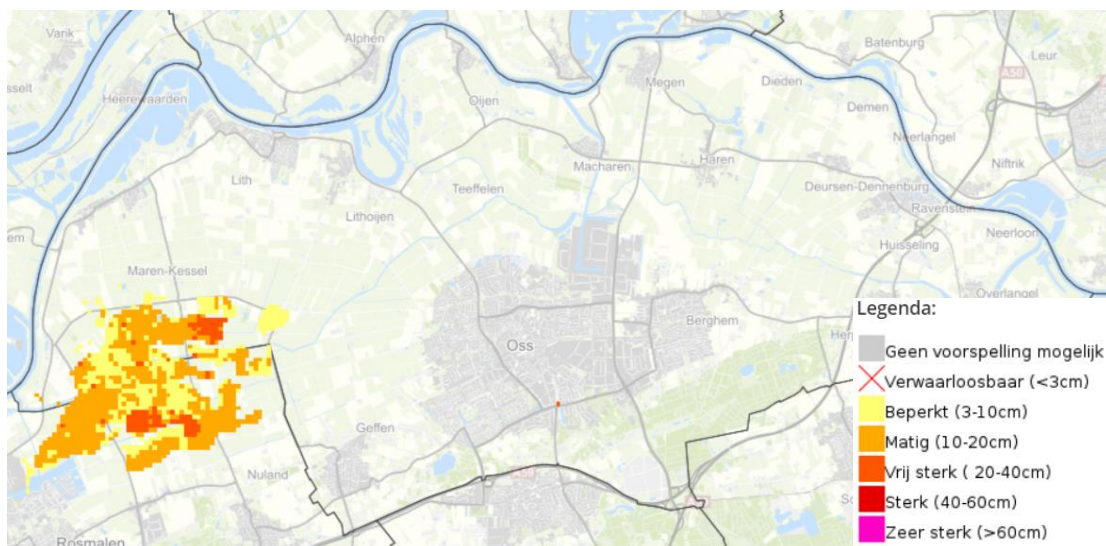 Varik
Alphen
Batenburg
Leur
A50
Heerewaarden
Oijen
Megen
Dieden
Demen
Neerlangel
Niftrik
Macharen
Haren
Lith
Teeffelen
Deursen-Dennenburg
Ravenstein
Lithoijen
Neerloon
Huisseling
Maren-Kessel
Overlangel
Legenda:
Berghem
Oss
Geen voorspelling mogelijk
Verwaarloosbaar (<3cm)
Beperkt (3-10cm)
Geffen
Matig (10-20cm)
Nuland
Vrij sterk ( 20-40cm)
Sterk (40-60cm)
Zeer sterk (>60cm)
Rosmalen